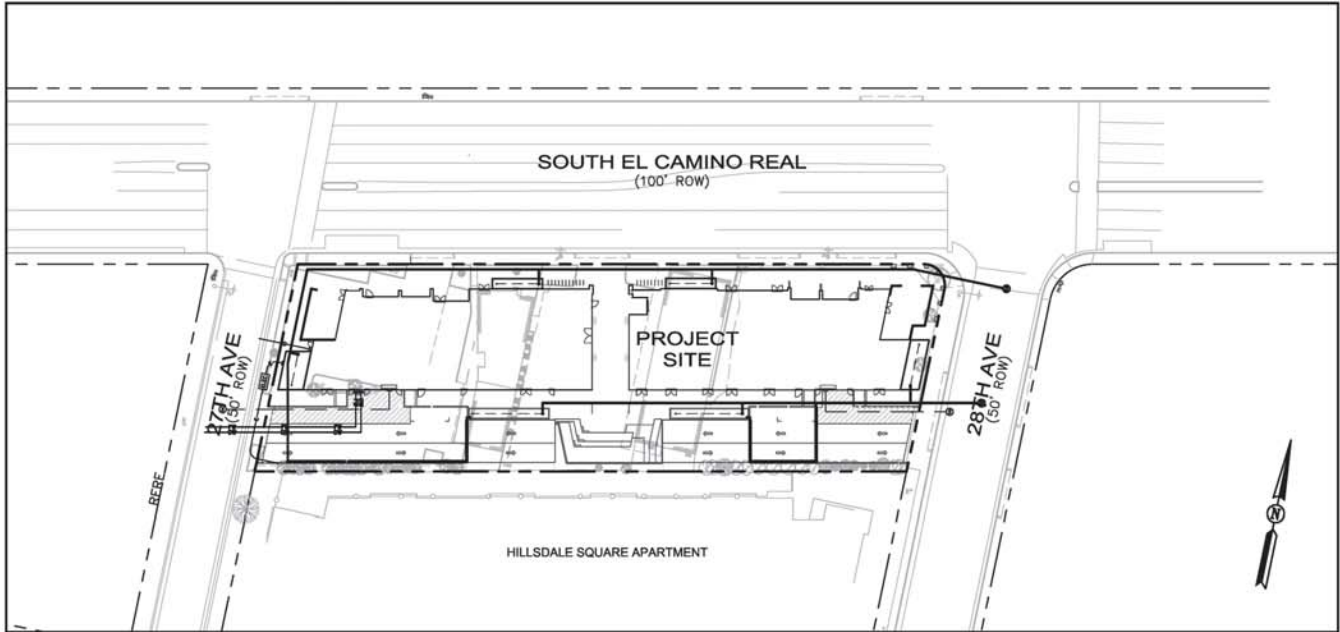 SOUTH EL CAMINO REAL
(100' ROW)
PROJECT
SITE
27TH AVE
(50' ROW)
28TH AVE
(50' ROW)
HILLSDALE SQUARE APARTMENT
N